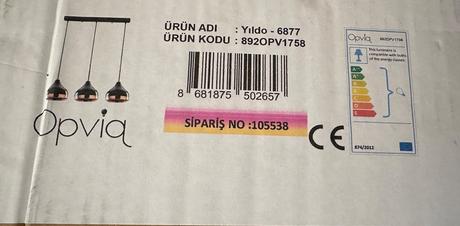 ÜRÜN ADI : Yıldo - 6877
ÜRÜN KODU : 892OPV1758
8 681875 502657
SİPARİŞ NO :105538
Opviq
CE
Opviq 892OPV1758
This luminaire is
compatible with bulbs
of the energy classes:
874/2012